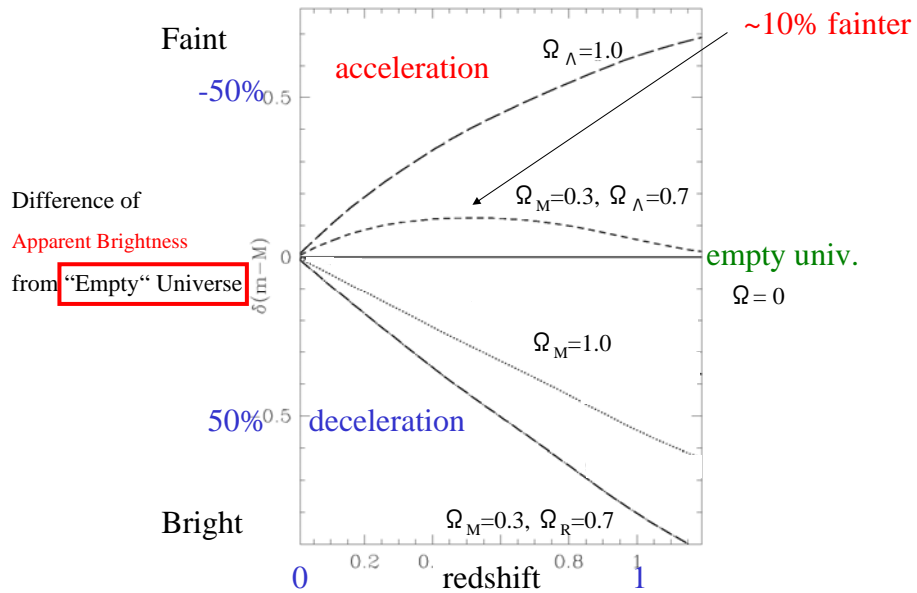 ~10% fainter
Faint
Ω Λ=1.0
acceleration
-50%
0.5
Difference of
Apparent Brightness
from “Empty“ Universe
Ω M=0.3, Ω Λ=0.7
δ(m−M)
0
empty univ.
Ω = 0
Ω M=1.0
50%
0.5
deceleration
Bright
Ω M=0.3, Ω R=0.7
0.2
0.
0.8
1
0
redshift
1